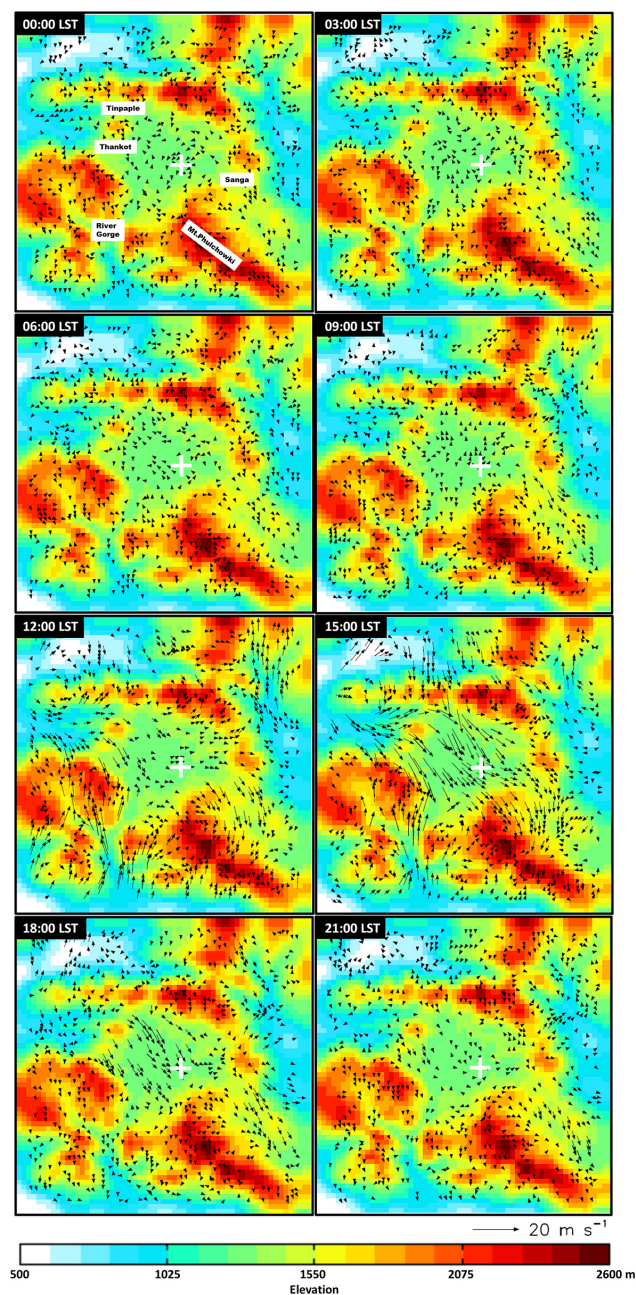 00:00 LST
03:00 LST
Tinpaple
Thankot
Sanga
River
Gorge
Mt.Phulchowki
06:00 LST
09:00 LST
12:00 LST
15:00 LST
18:00 LST
21:00 LST
20 m s⁻¹
500 1025 1550 2075 2600 m
Elevation